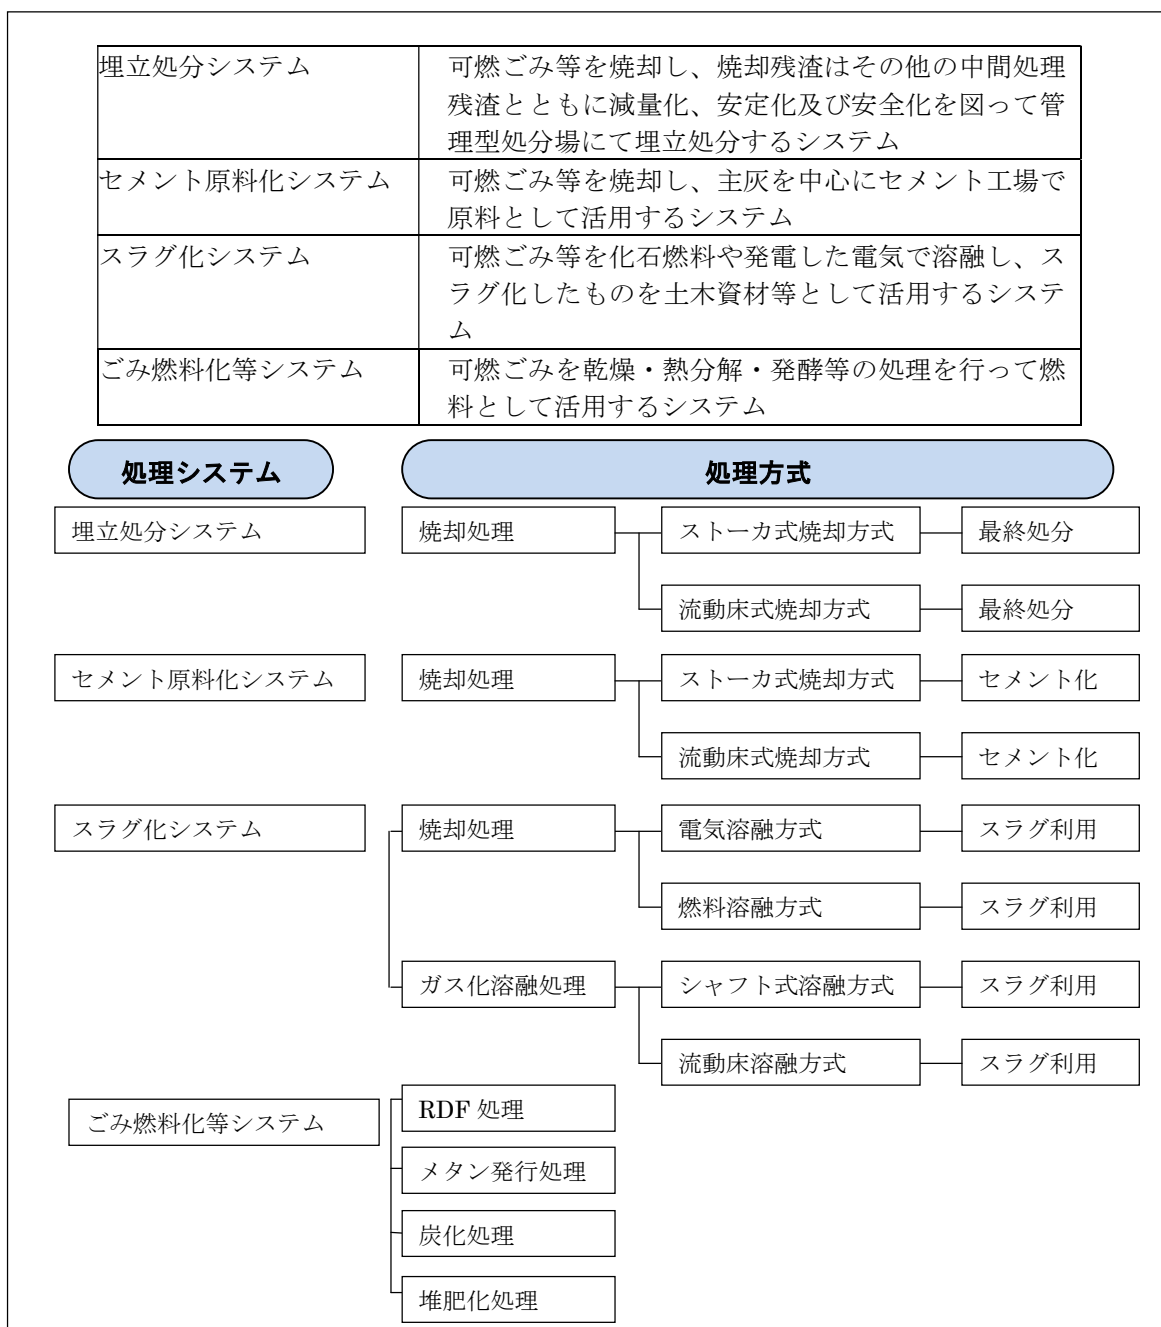 埋立処分システム
可燃ごみ等を焼却し、焼却残渣はその他の中間処理
残渣とともに減量化、安定化及び安全化を図って管
理型処分場にて埋立処分するシステム
セメント原料化システム
可燃ごみ等を焼却し、主灰を中心にセメント工場で
原料として活用するシステム
スラグ化システム
可燃ごみ等を化石燃料や発電した電気で溶融し、ス
ラグ化したものを土木資材等として活用するシステ
ム
ごみ燃料化等システム
可燃ごみを乾燥・熱分解・発酵等の処理を行って燃
料として活用するシステム
処理システム
処理方式
埋立処分システム
焼却処理
ストーカ式焼却方式
最終処分
流動床式焼却方式
最終処分
セメント原料化システム
焼却処理
ストーカ式焼却方式
セメント化
流動床式焼却方式
セメント化
スラグ化システム
焼却処理
電気溶融方式
スラグ利用
燃料溶融方式
スラグ利用
ガス化溶融処理
シャフト式溶融方式
スラグ利用
流動床溶融方式
スラグ利用
ごみ燃料化等システム
RDF 処理
メタン発行処理
炭化処理
堆肥化処理